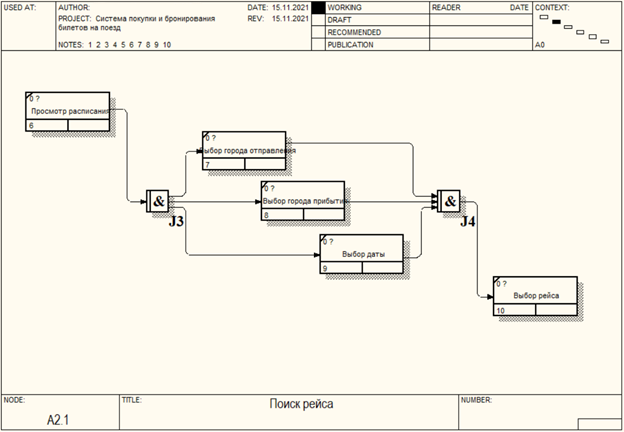 USED AT:
AUTHOR:
DATE: 15.11.2021
WORKING
READER
DATE
CONTEXT:
PROJECT: Система покупки и бронирования
REV: 15.11.2021
DRAFT
билетов на поезд
RECOMMENDED
NOTES: 1 2 3 4 5 6 7 8 9 10
PUBLICATION
A0
0 ?
Просмотр расписания
6
0 ?
Выбор города отправления
7
0 ?
Выбор города прибытия
8
0 ?
Выбор даты
9
&
J3
&
J4
0 ?
Выбор рейса
10
NODE:
TITLE:
NUMBER:
A2.1
Поиск рейса